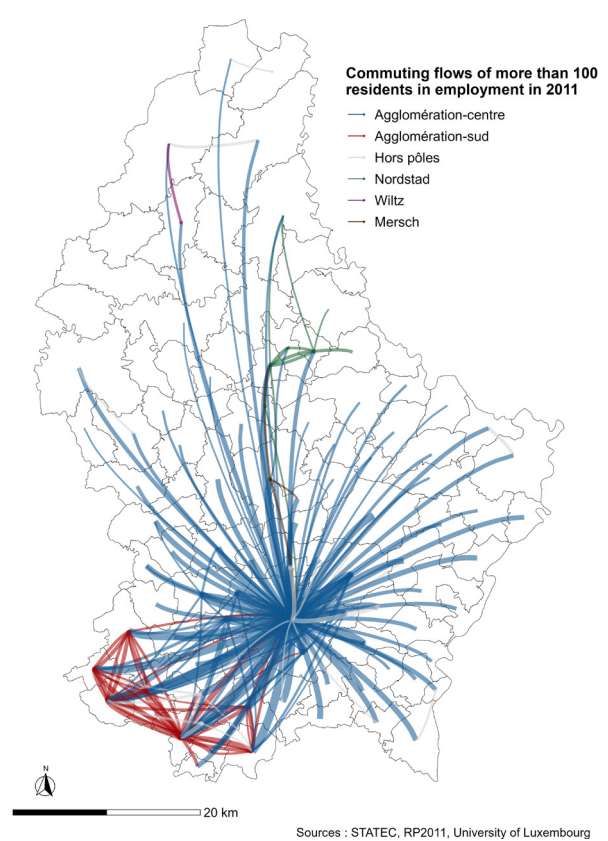 Commuting flows of more than 100
residents in employment in 2011
Agglomération-centre
Agglomération-sud
Hors pôles
Nordstad
Wiltz
Mersch
N
20 km
Sources : STATEC, RP2011, University of Luxembourg